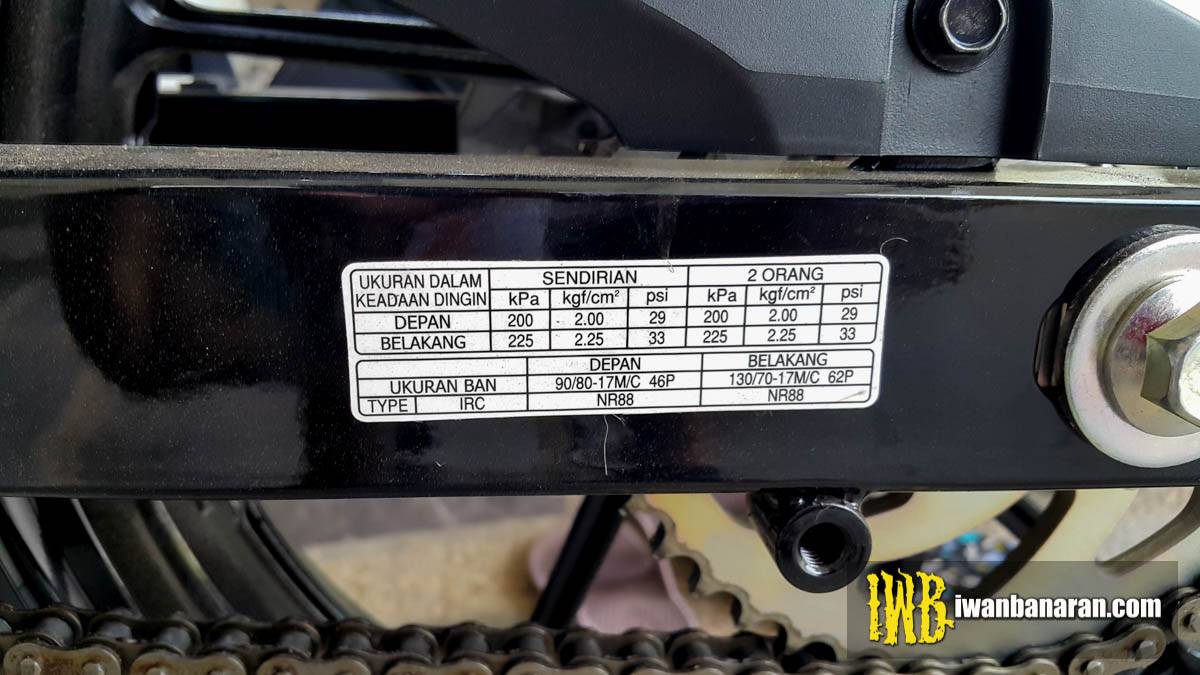 UKURAN DALAM KEADAAN DINGIN SENDIRIAN 2 ORANG
kPa kgf/cm² psi kPa kgf/cm² psi
DEPAN 200 2.00 29 200 2.00 29
BELAKANG 225 2.25 33 225 2.25 33
DEPAN BELAKANG
UKURAN BAN 90/80-17M/C 46P 130/70-17M/C 62P
TYPE IRC NR88 NR88
IWB iwanbanaran.com